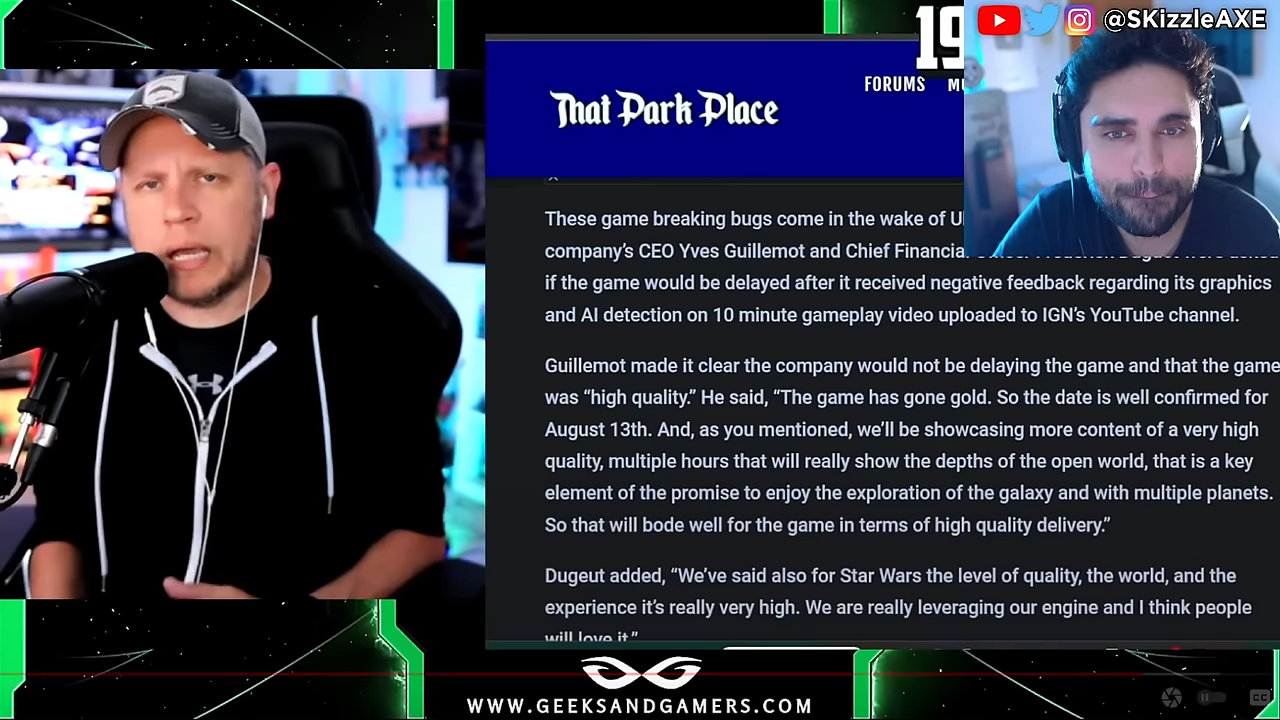 @SKizzleAXE
19
FORUMS
That Park Place
These game breaking bugs come in the wake of
company's CEO Yves Guillemot and Chief
if the game would be delayed after it received negative feedback regarding its graphics
and AI detection on 10 minute gameplay video uploaded to IGN's YouTube channel.
Guillemot made it clear the company would not be delaying the game and that the game
was “high quality.” He said, “The game has gone gold. So the date is well confirmed for
August 13th. And, as you mentioned, we'll be showcasing more content of a very high
quality, multiple hours that will really show the depths of the open world, that is a key
element of the promise to enjoy the exploration of the galaxy and with multiple planets.
So that will bode well for the game in terms of high quality delivery.”
Dugeut added, “We've said also for Star Wars the level of quality, the world, and the
experience it's really very high. We are really leveraging our engine and I think people
will love it.”
WWW.GEEKSANDGAMERS.COM
CC